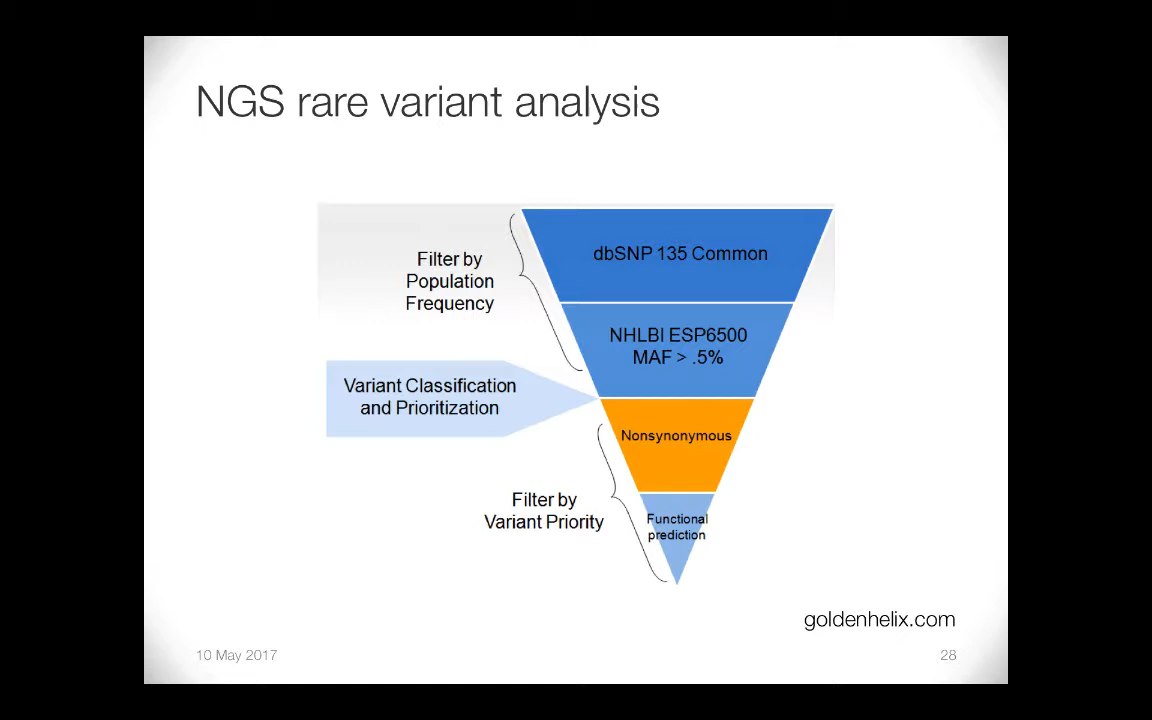 NGS rare variant analysis
dbSNP 135 Common
Filter by
Population
Frequency
NHLBI ESP6500
MAF > .5%
Variant Classification
and Prioritization
Nonsynonymous
Filter by
Variant Priority
Functional
prediction
goldenhelix.com
10 May 2017
28